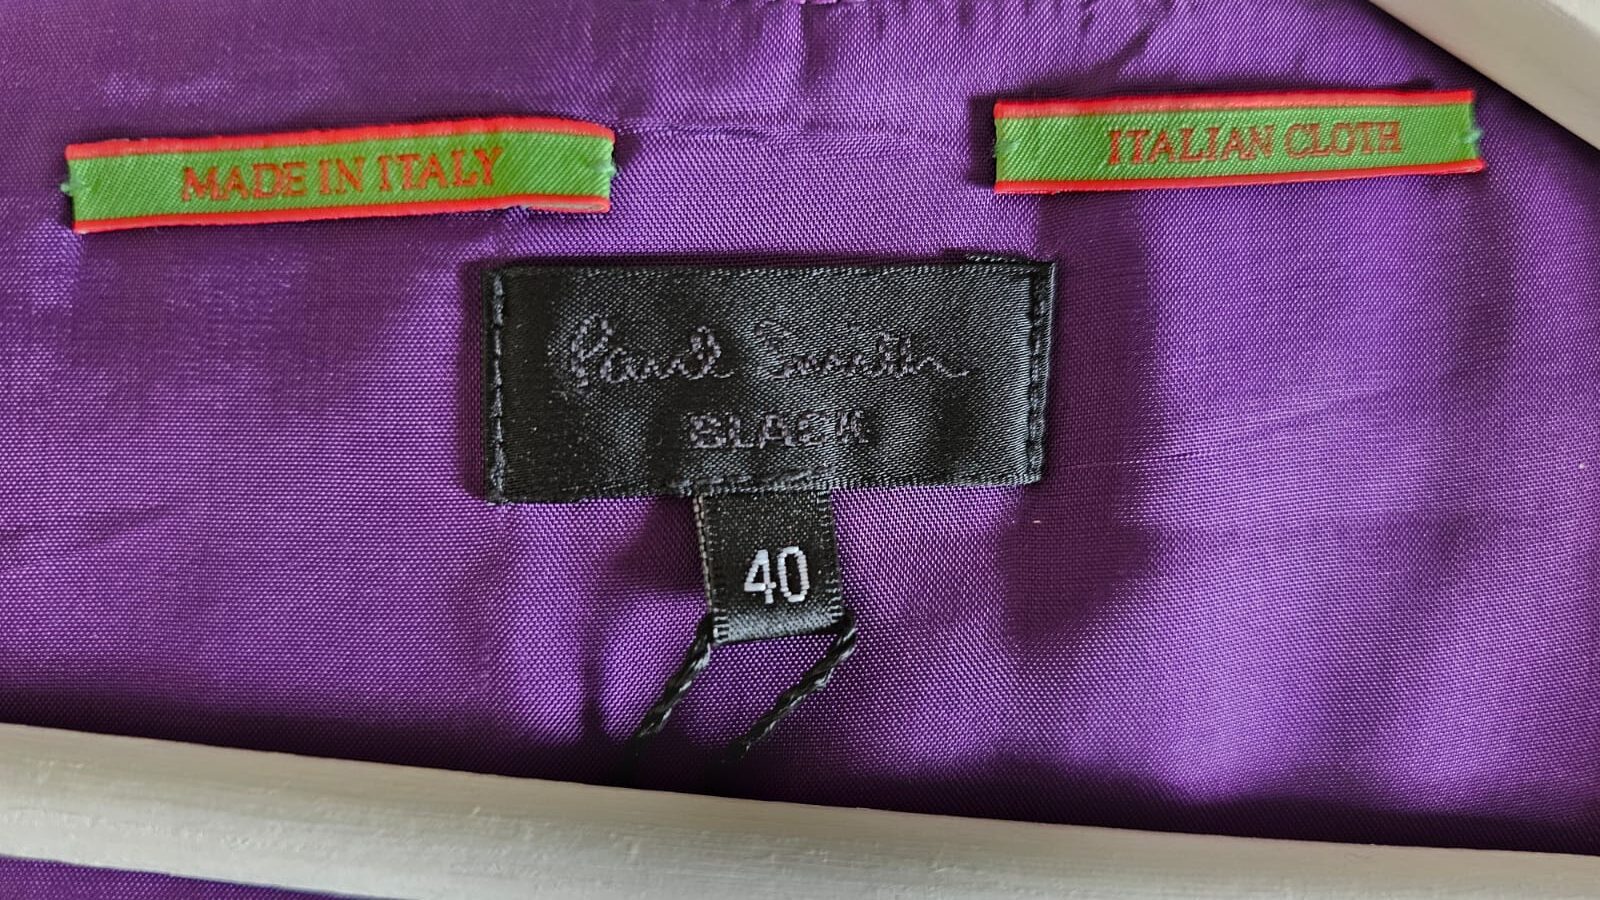 MADE IN ITALY
ITALIAN CLOTH
Paul Smith
BLACK
40